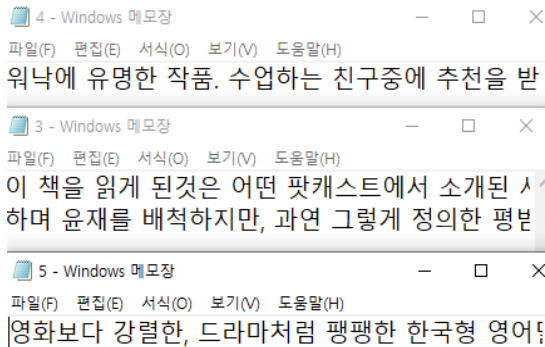 4 - Windows 메모장
파일(F) 편집(E) 서식(O) 보기(V) 도움말(H)
워낙에 유명한 작품. 수업하는 친구중에 추천을 받
3 - Windows 메모장
파일(F) 편집(E) 서식(O) 보기(V) 도움말(H)
이 책을 읽게 된것은 어떤 팟캐스트에서 소개된
하며 윤재를 배척하지만, 과연 그렇게 정의한
5 - Windows 메모장
파일(F) 편집(E) 서식(O) 보기(V) 도움말(H)
영화보다 강렬한, 드라마처럼 팽팽한 한국형